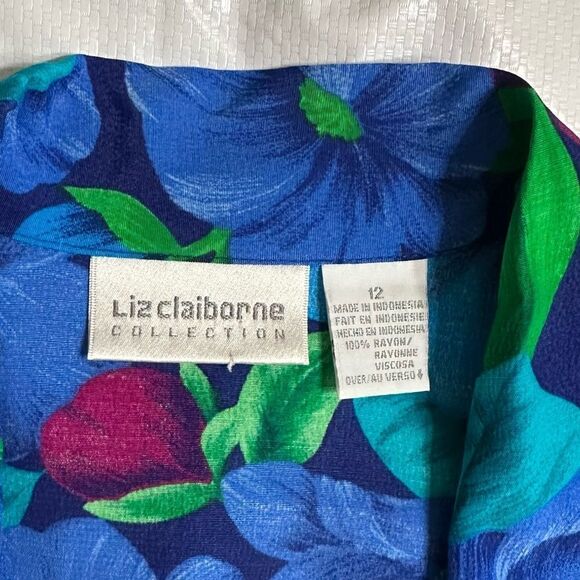 Liz claiborne
COLLECTION
12
MADE IN INDONESIA
FAIT EN INDONESIE
HECHO EN INDONESIA
100% RAYON/
RAYONNE
VISCOSA
OVER/AU VERSO